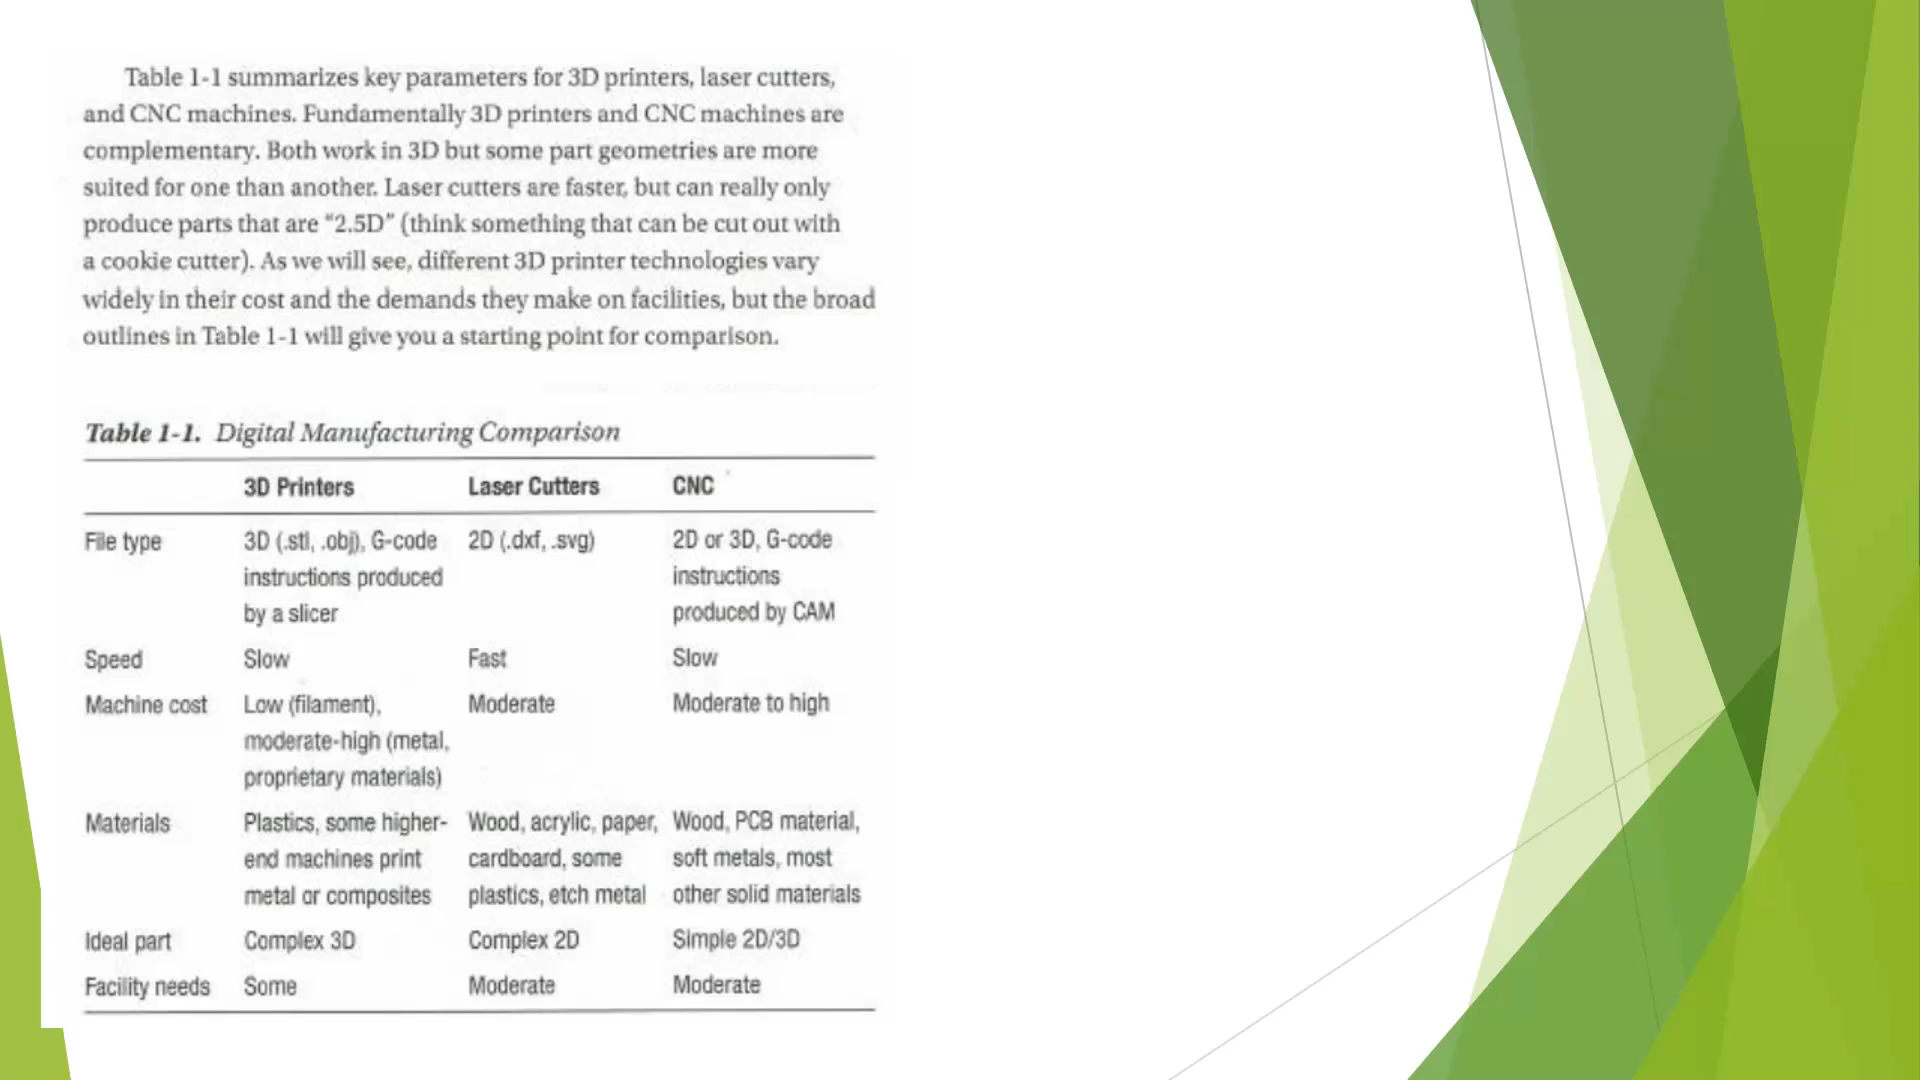 Table 1-1 summarizes key parameters for 3D printers, laser cutters,
and CNC machines. Fundamentally 3D printers and CNC machines are
complementary. Both work in 3D but some part geometries are more
suited for one than another. Laser cutters are faster, but can really only
produce parts that are “2.5D” (think something that can be cut out with
a cookie cutter). As we will see, different 3D printer technologies vary
widely in their cost and the demands they make on facilities, but the broad
outlines in Table 1-1 will give you a starting point for comparison.
Table 1-1. Digital Manufacturing Comparison
3D Printers Laser Cutters CNC
File type 3D (.stl, .obj), G-code 2D (.dxf, .svg) 2D or 3D, G-code
instructions produced instructions
by a slicer produced by CAM
Speed Slow Fast Slow
Machine cost Low (filament), Moderate Moderate to high
moderate-high (metal,
proprietary materials)
Materials Plastics, some higher- Wood, acrylic, paper, Wood, PCB material,
end machines print cardboard, some soft metals, most
metal or composites plastics, etch metal other solid materials
Ideal part Complex 3D Complex 2D Simple 2D/3D
Facility needs Some Moderate Moderate